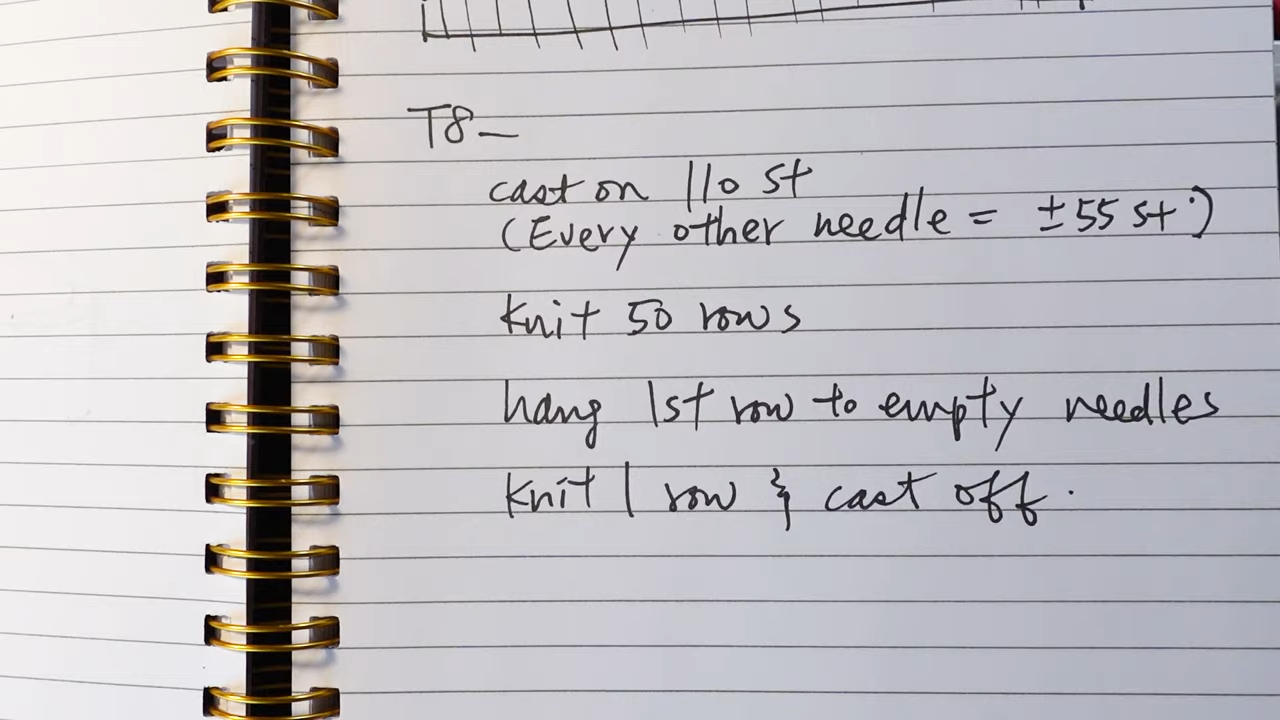 T8 –
cast on 110 st
(Every other needle = ±55 st.)
Knit 50 rows
hang 1st row to empty needles
Knit 1 row & cast off.